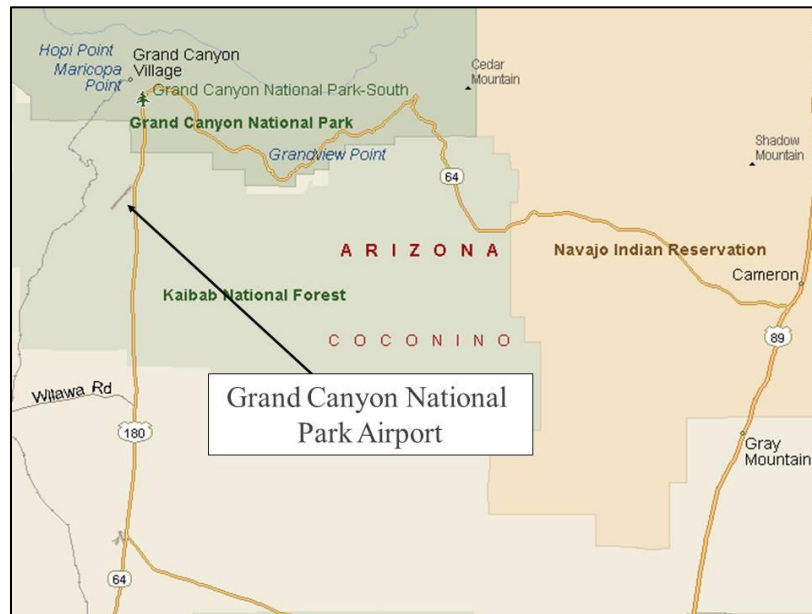 Hopi Point
Maricopa
Point
Grand Canyon
Village
Grand Canyon National Park-South
Grand Canyon National Park
Grandview Point
Cedar
Mountain
Shadow
Mountain
64
ARIZONA
Navajo Indian Reservation
Cameron
Kaibab National Forest
COCONINO
89
Grand Canyon National
Park Airport
Wilawa Rd
180
Gray
Mountain
64